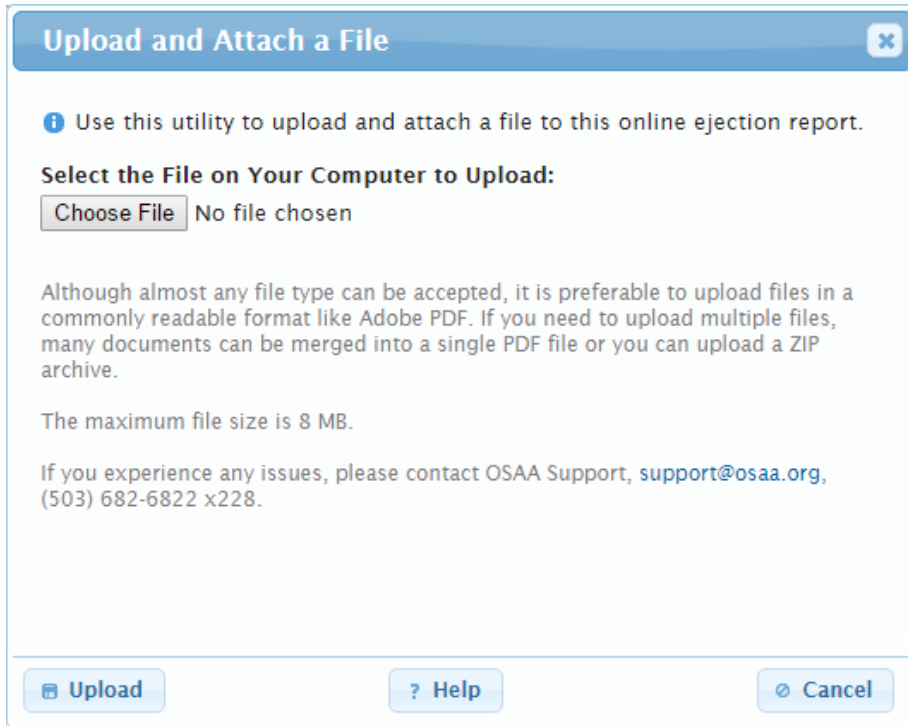 Upload and Attach a File
Use this utility to upload and attach a file to this online ejection report.
Select the File on Your Computer to Upload:
Choose File No file chosen
Although almost any file type can be accepted, it is preferable to upload files in a
commonly readable format like Adobe PDF. If you need to upload multiple files,
many documents can be merged into a single PDF file or you can upload a ZIP
archive.
The maximum file size is 8 MB.
If you experience any issues, please contact OSAA Support, support@osaa.org,
(503) 682-6822 x228.
Upload ? Help Cancel